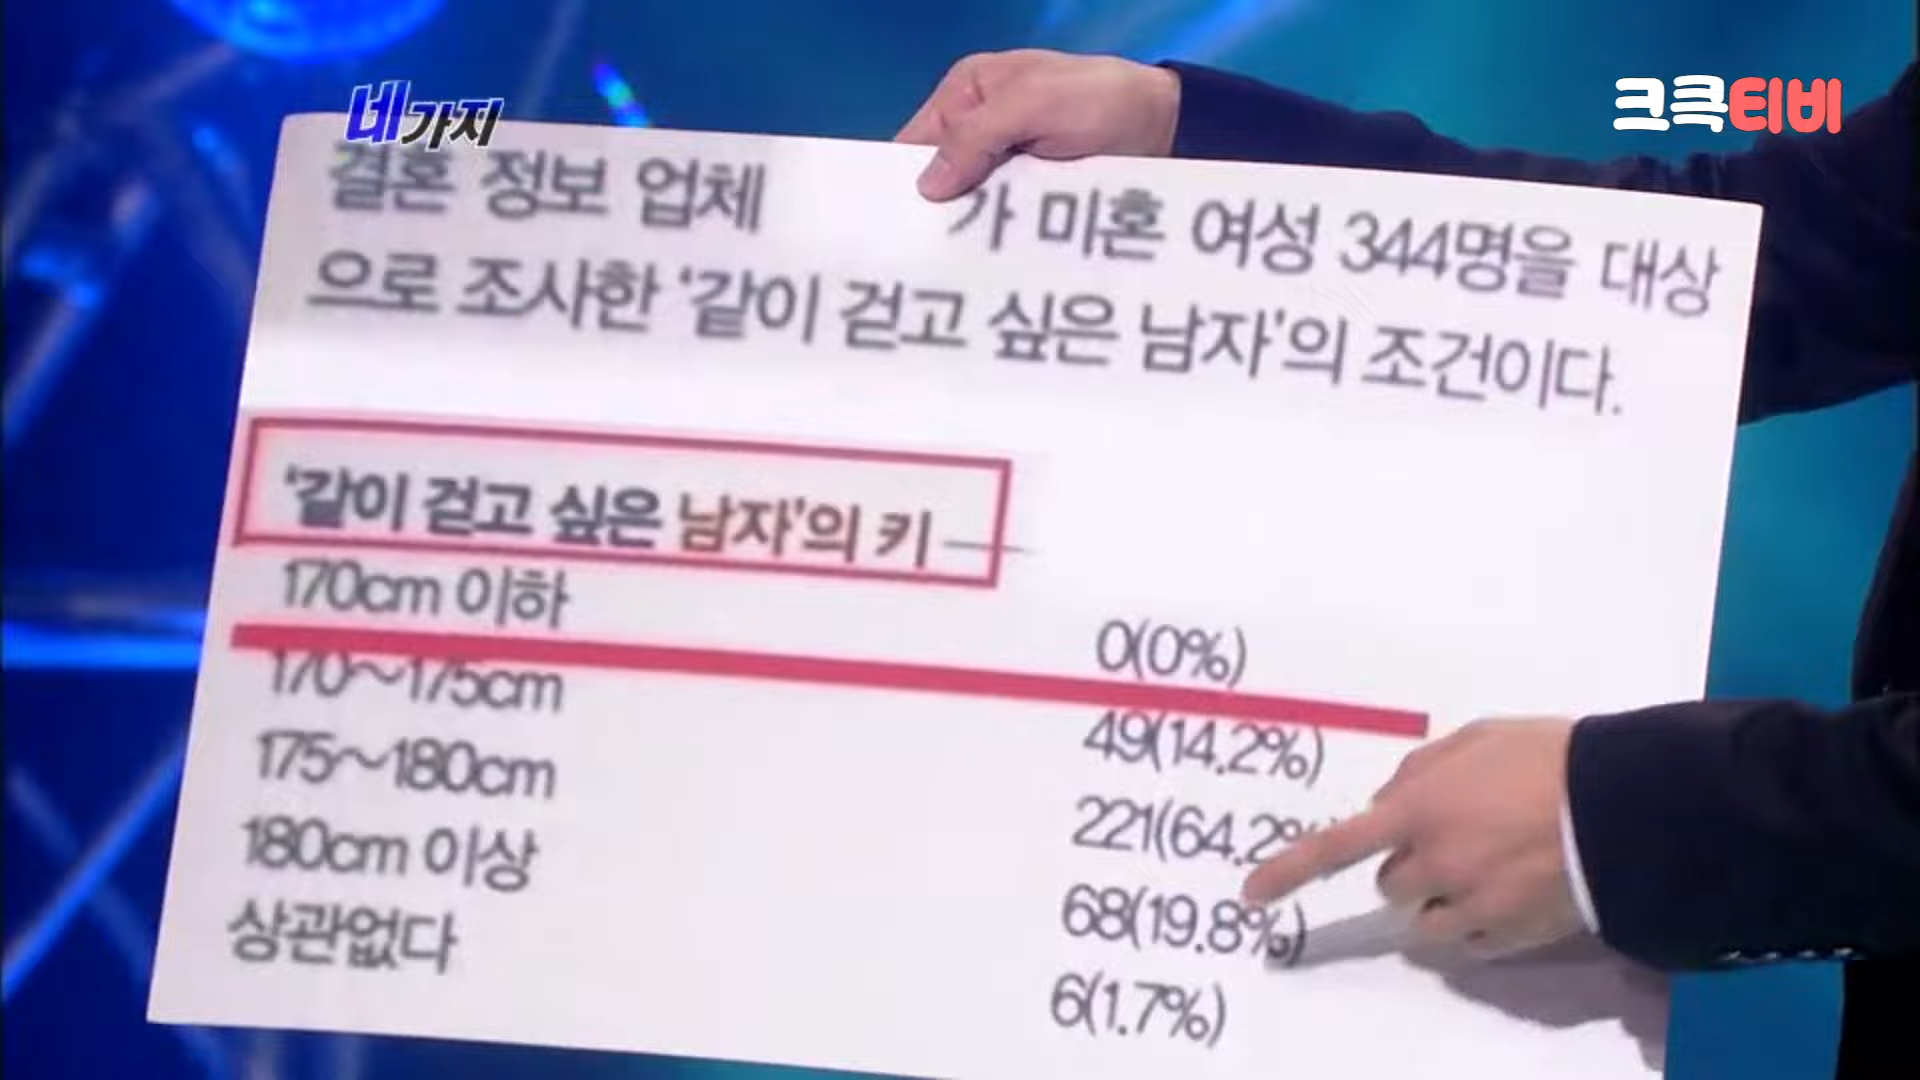 네가지
크큭티비
결혼 정보 업체 가 미혼 여성 344명을 대상
으로 조사한 '같이 걷고 싶은 남자'의 조건이다.
'같이 걷고 싶은 남자'의 키
170cm 이하 0(0%)
170~175cm 49(14.2%)
175~180cm 221(64.2%)
180cm 이상 68(19.8%)
상관없다 6(1.7%)